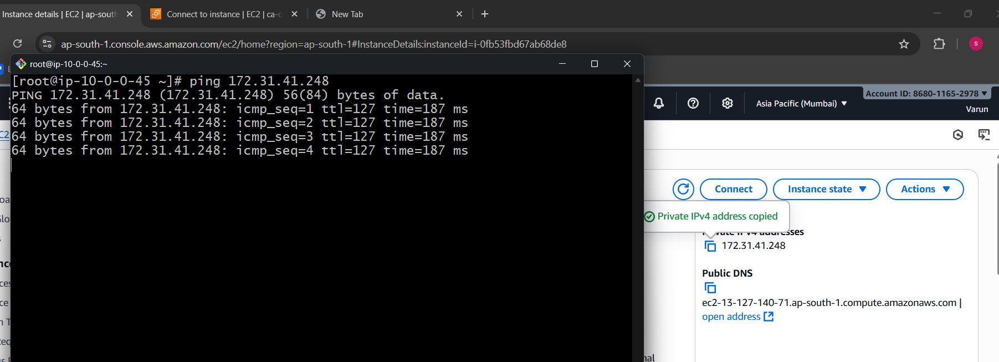 Instance details | EC2 | ap-south
Connect to instance | EC2 | ca-c
New Tab
ap-south-1.console.aws.amazon.com/ec2/home?region=ap-south-1#InstanceDetails:instanceId=i-0fb53fbd67ab68de8
S
root@ip-10-0-0-45:~
[root@ip-10-0-0-45 ~]# ping 172.31.41.248
PING 172.31.41.248 (172.31.41.248) 56(84) bytes of data.
64 bytes from 172.31.41.248: icmp_seq=1 ttl=127 time=187 ms
64 bytes from 172.31.41.248: icmp_seq=2 ttl=127 time=187 ms
64 bytes from 172.31.41.248: icmp_seq=3 ttl=127 time=187 ms
64 bytes from 172.31.41.248: icmp_seq=4 ttl=127 time=187 ms
Asia Pacific (Mumbai)
Account ID: 8680-1165-2978
Varun
Connect
Instance state
Actions
Private IPv4 address copied
Private IPv4 addresses
172.31.41.248
Public DNS
ec2-13-127-140-71.ap-south-1.compute.amazonaws.com |
open address